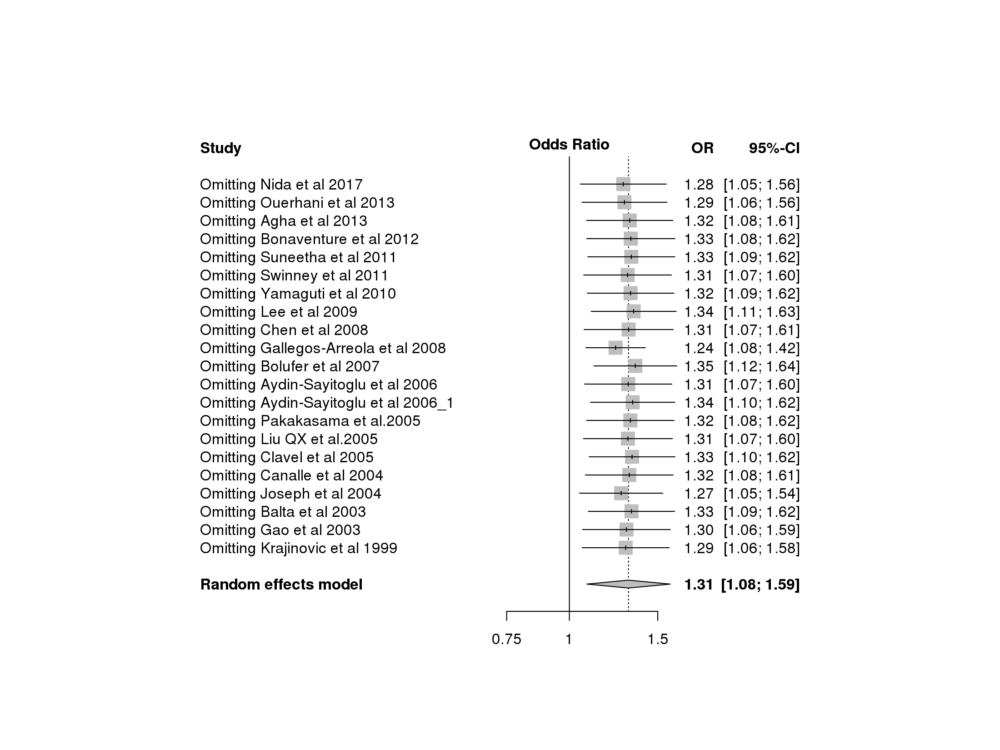 Study Odds Ratio OR 95%-CI
Omitting Nida et al 2017 1.28 [1.05; 1.56]
Omitting Ouerhani et al 2013 1.29 [1.06; 1.56]
Omitting Agha et al 2013 1.32 [1.08; 1.61]
Omitting Bonaventure et al 2012 1.33 [1.08; 1.62]
Omitting Suneetha et al 2011 1.33 [1.09; 1.62]
Omitting Swinney et al 2011 1.31 [1.07; 1.60]
Omitting Yamaguti et al 2010 1.32 [1.09; 1.62]
Omitting Lee et al 2009 1.34 [1.11; 1.63]
Omitting Chen et al 2008 1.31 [1.07; 1.61]
Omitting Gallegos-Arreola et al 2008 1.24 [1.08; 1.42]
Omitting Bolufer et al 2007 1.35 [1.12; 1.64]
Omitting Aydin-Sayitoglu et al 2006 1.31 [1.07; 1.60]
Omitting Aydin-Sayitoglu et al 2006_1 1.34 [1.10; 1.62]
Omitting Pakakasama et al.2005 1.32 [1.08; 1.62]
Omitting Liu QX et al.2005 1.31 [1.07; 1.60]
Omitting Clavel et al 2005 1.33 [1.10; 1.62]
Omitting Canalle et al 2004 1.32 [1.08; 1.61]
Omitting Joseph et al 2004 1.27 [1.05; 1.54]
Omitting Balta et al 2003 1.33 [1.09; 1.62]
Omitting Gao et al 2003 1.30 [1.06; 1.59]
Omitting Krajinovic et al 1999 1.29 [1.06; 1.58]
Random effects model 1.31 [1.08; 1.59]
0.75 1 1.5